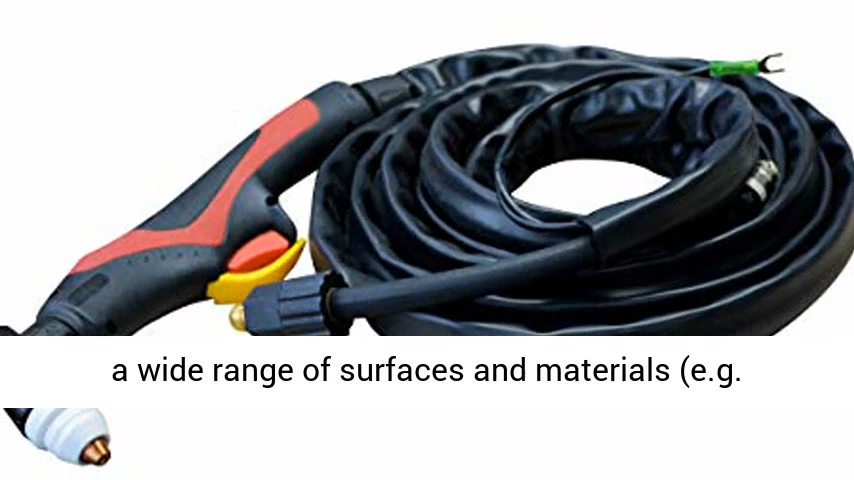 a wide range of surfaces and materials (e.g.